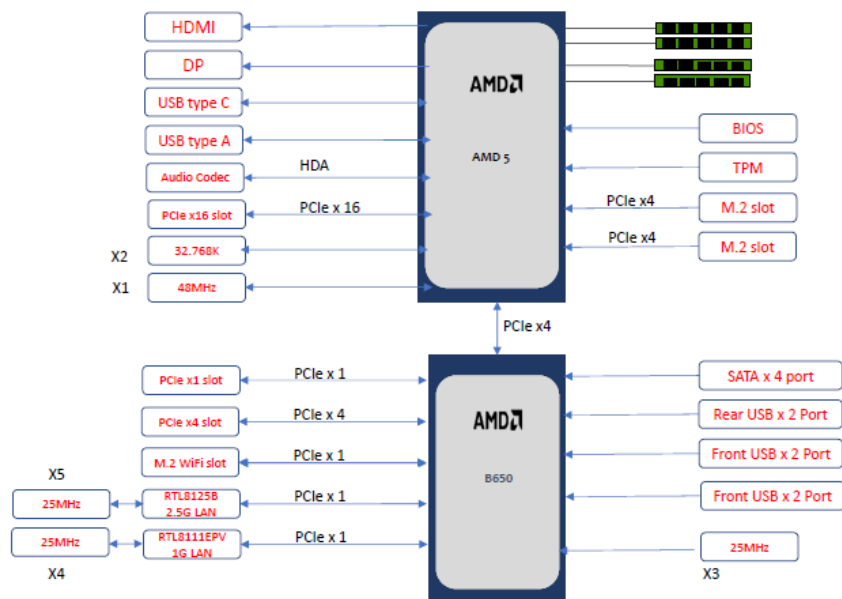 HDMI
DP
USB type C
USB type A
Audio Codec
HDA
PCIe x16 slot
PCIe x 16
X2
32.768K
X1
48MHz
AMD
AMD 5
BIOS
TPM
PCIe x4
M.2 slot
PCIe x4
M.2 slot
PCIe x4
PCIe x1 slot
PCIe x 1
PCIe x4 slot
PCIe x 4
M.2 WiFi slot
PCIe x 1
X5
25MHz
RTL8125B
2.5G LAN
PCIe x 1
25MHz
RTL8111EPV
1G LAN
PCIe x 1
X4
AMD
B650
SATA x 4 port
Rear USB x 2 Port
Front USB x 2 Port
Front USB x 2 Port
25MHz
X3